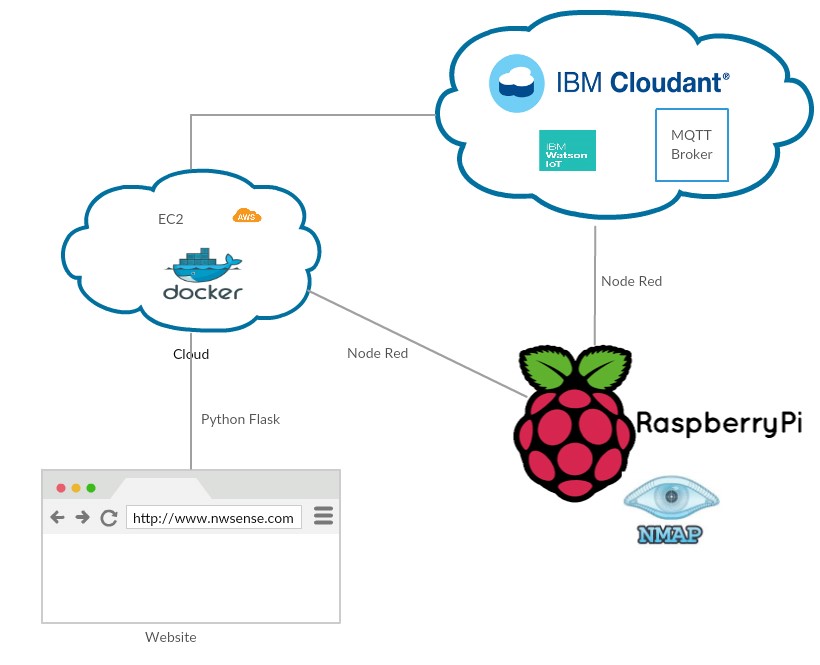 IBM Cloudant®
IBM
Watson
IoT
MQTT
Broker
EC2
AWS
docker
Node Red
Cloud
Node Red
Python Flask
RaspberryPi
NMAP
http://www.nwsense.com
Website